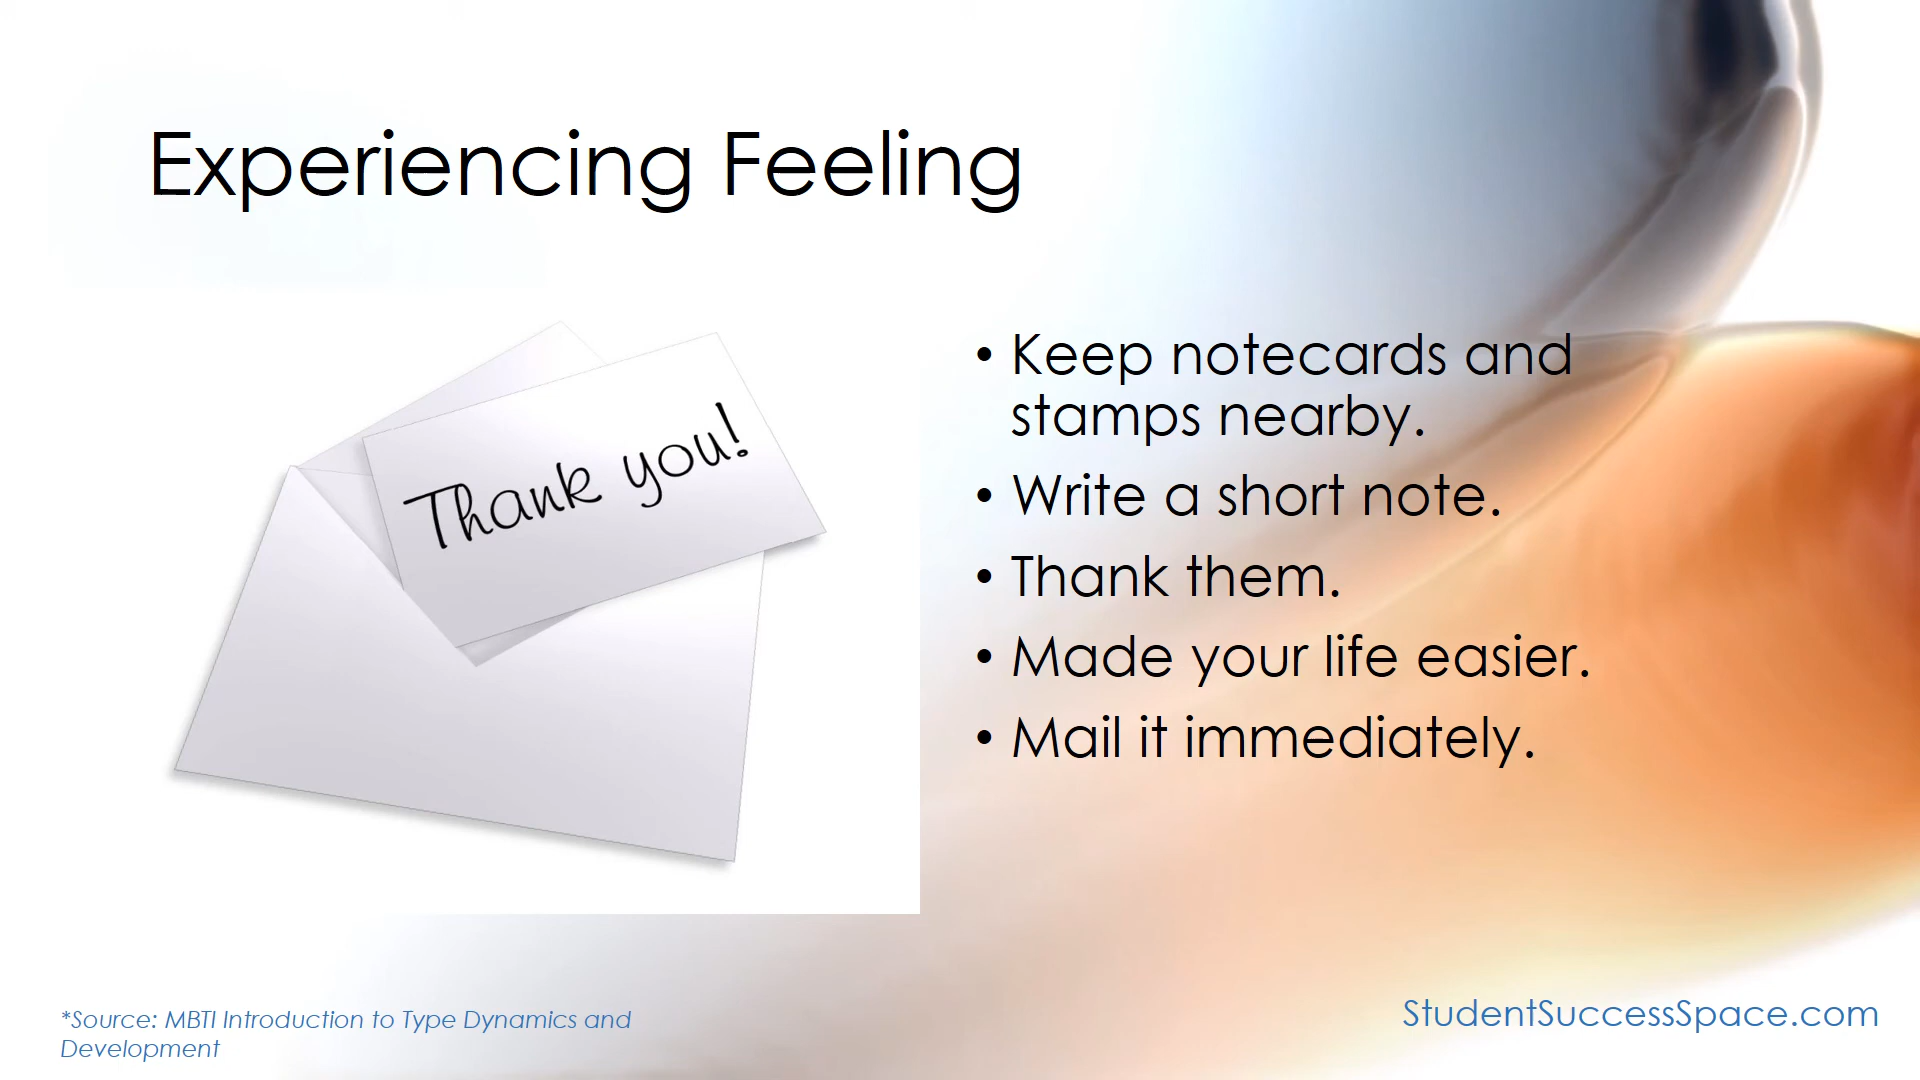 Experiencing Feeling
Thank you!
• Keep notecards and
stamps nearby.
• Write a short note.
• Thank them.
• Made your life easier.
• Mail it immediately.
*Source: MBTI Introduction to Type Dynamics and
Development
StudentSuccessSpace.com